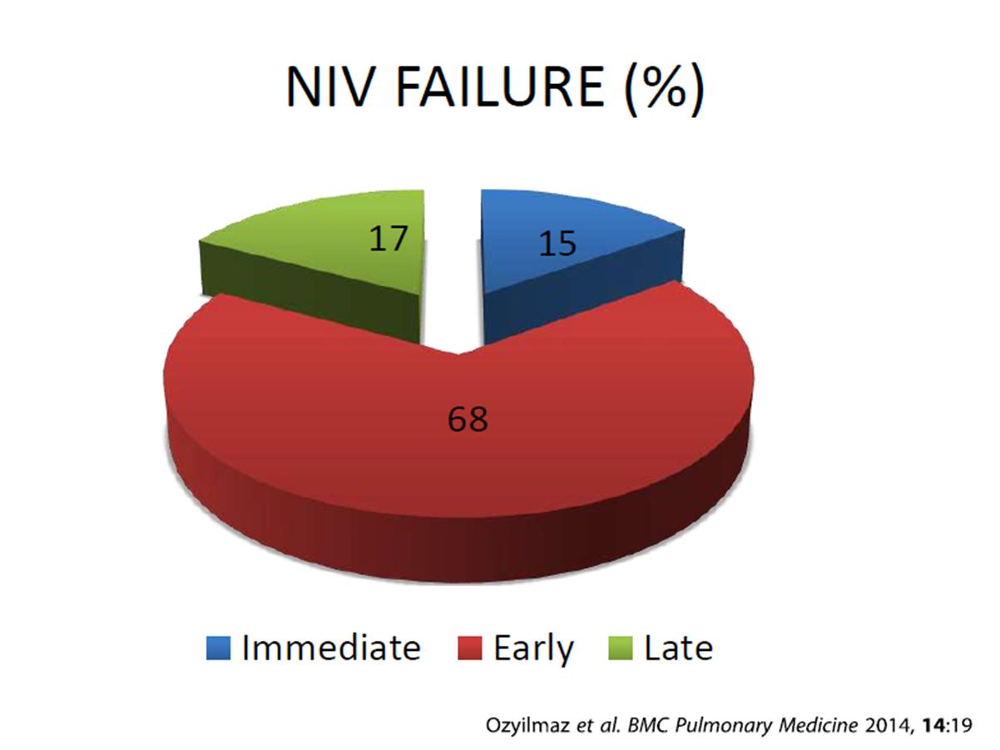 NIV FAILURE (%)
17
15
68
Immediate Early Late
Ozyilmaz et al. BMC Pulmonary Medicine 2014, 14:19